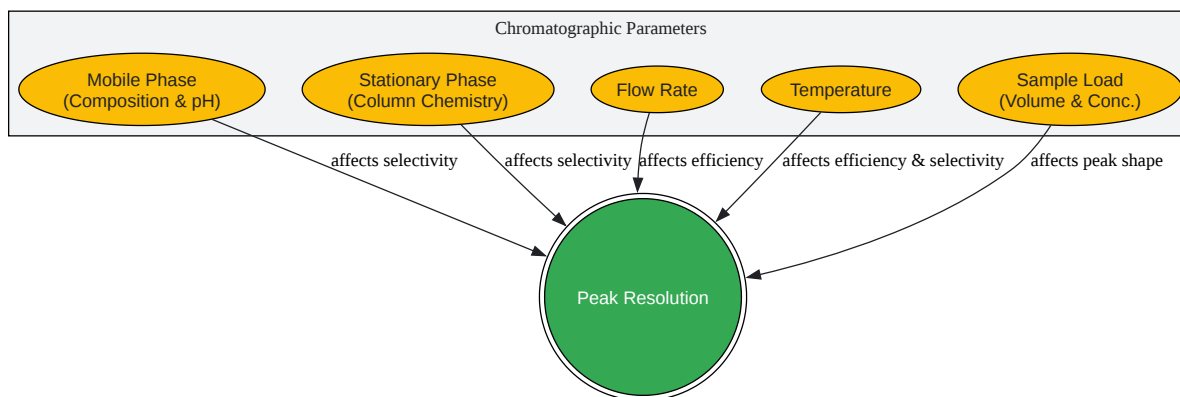 Chromatographic Parameters
Mobile Phase
(Composition & pH)
Stationary Phase
(Column Chemistry)
Flow Rate
Temperature
Sample Load
(Volume & Conc.)
affects selectivity
affects selectivity
affects efficiency
affects efficiency & selectivity
affects peak shape
Peak Resolution